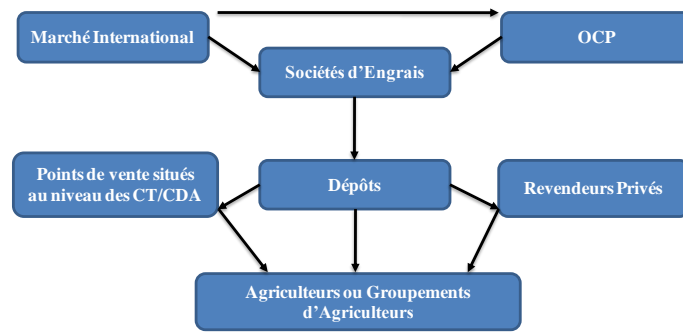 Marché International
OCP
Sociétés d'Engrais
Points de vente situés
au niveau des CT/CDA
Dépôts
Revendeurs Privés
Agriculteurs ou Groupements
d'Agriculteurs